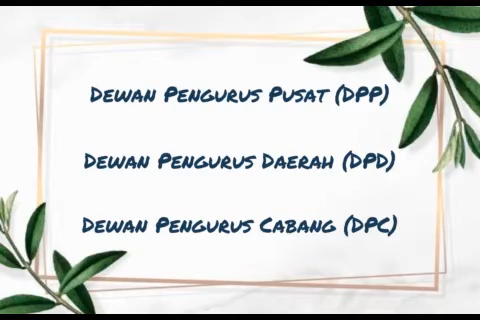 Dewan Pengurus Pusat (DPP)
Dewan Pengurus Daerah (DPD)
Dewan Pengurus Cabang (DPC)